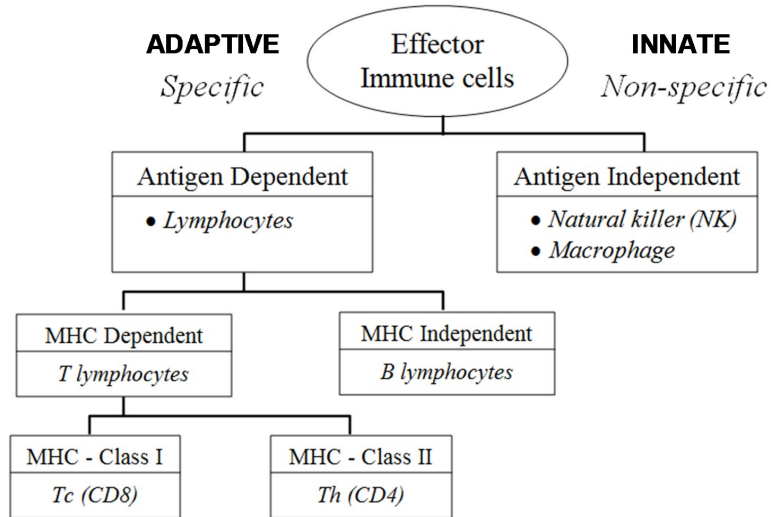 ADAPTIVE
Specific
Effector
Immune cells
INNATE
Non-specific
Antigen Dependent
• Lymphocytes
Antigen Independent
• Natural killer (NK)
• Macrophage
MHC Dependent
T lymphocytes
MHC Independent
B lymphocytes
MHC - Class I
Tc (CD8)
MHC - Class II
Th (CD4)